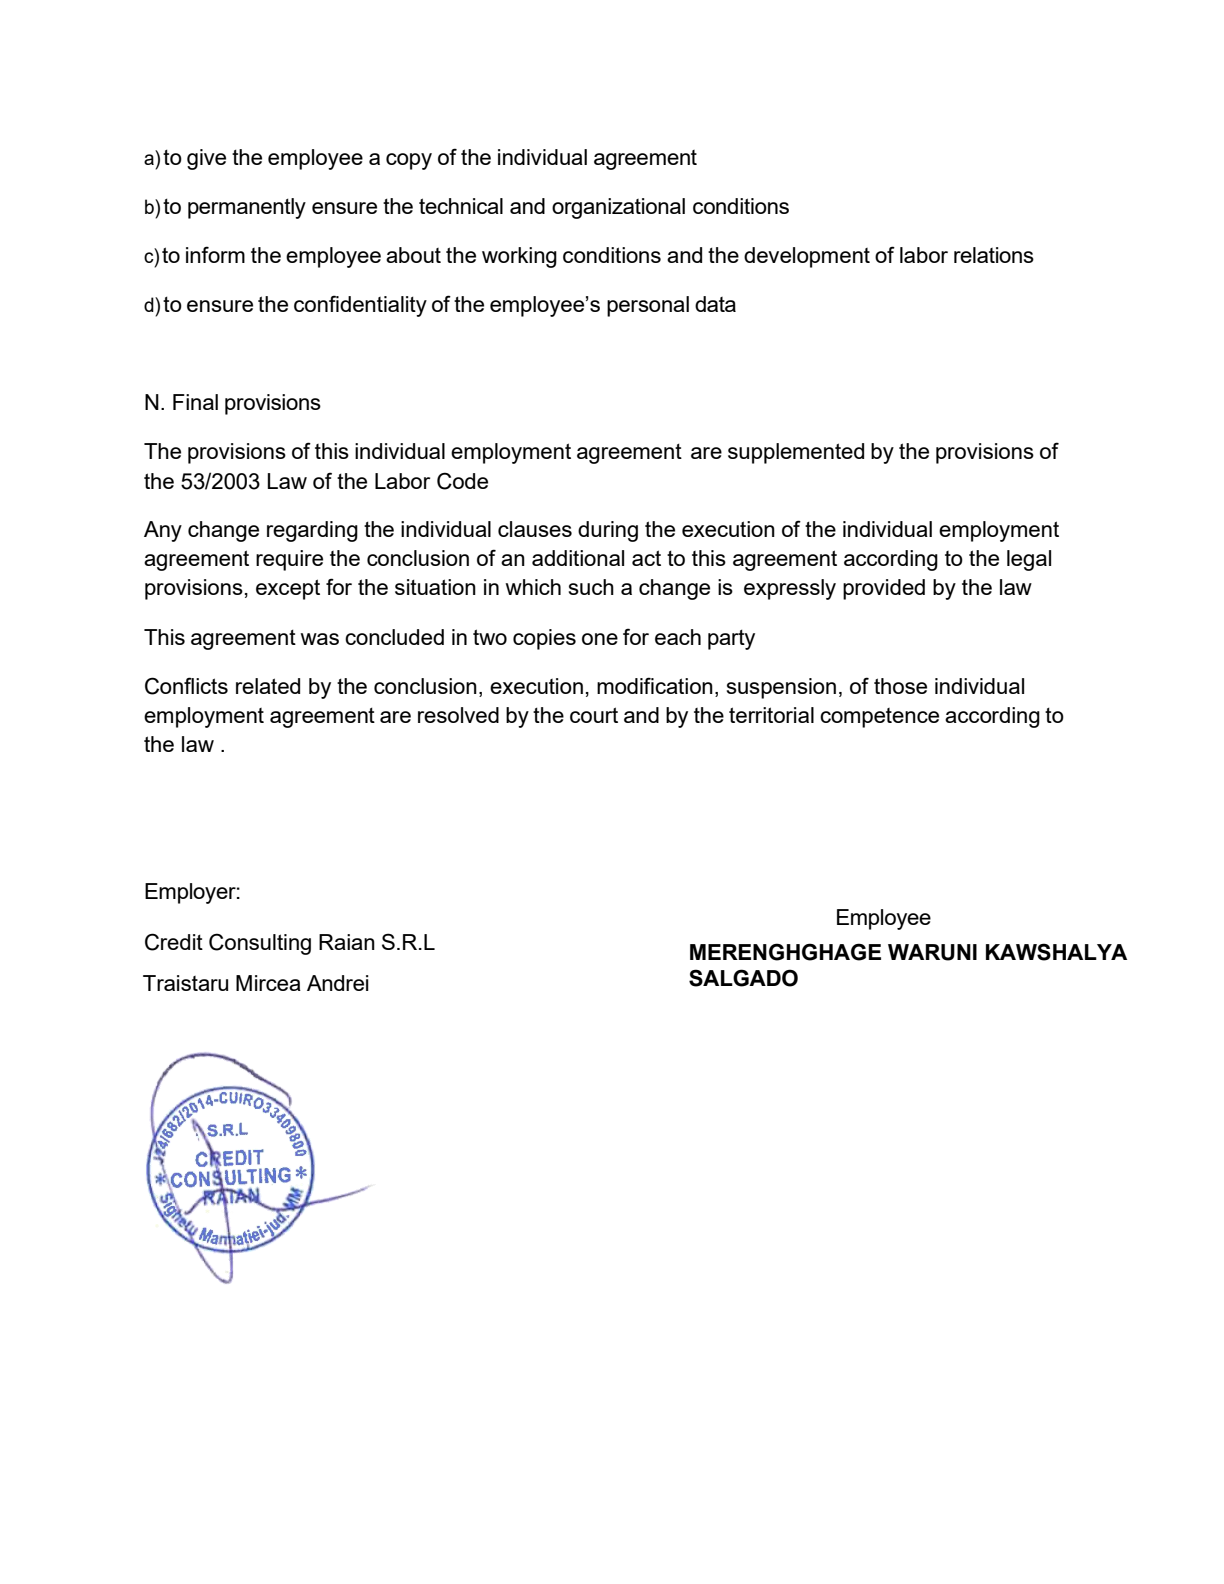 a) to give the employee a copy of the individual agreement
b) to permanently ensure the technical and organizational conditions
c) to inform the employee about the working conditions and the development of labor relations
d) to ensure the confidentiality of the employee's personal data
N. Final provisions
The provisions of this individual employment agreement are supplemented by the provisions of
the 53/2003 Law of the Labor Code
Any change regarding the individual clauses during the execution of the individual employment
agreement require the conclusion of an additional act to this agreement according to the legal
provisions, except for the situation in which such a change is expressly provided by the law
This agreement was concluded in two copies one for each party
Conflicts related by the conclusion, execution, modification, suspension, of those individual
employment agreement are resolved by the court and by the territorial competence according to
the law .
Employer:
Credit Consulting Raian S.R.L
Traistaru Mircea Andrei
Employee
MERENGHGHAGE WARUNI KAWSHALYA
SALGADO
J24/682/2014-CUIRO33409800
S.R.L
CREDIT
* CONSULTING *
RAIAN
Sighetu Marmatiei-jud. MM